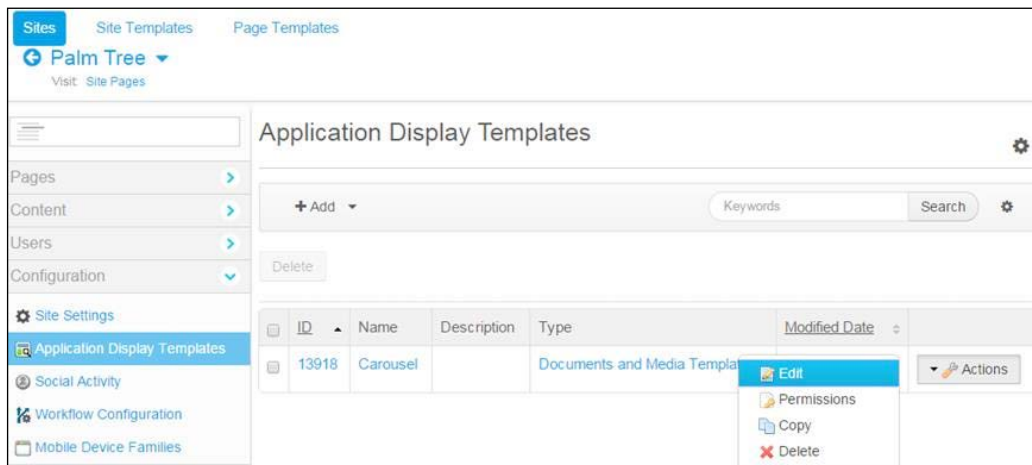 Sites Site Templates Page Templates
Palm Tree
Visit Site Pages
Application Display Templates
Pages
Content
Users
Configuration
Site Settings
Application Display Templates
Social Activity
Workflow Configuration
Mobile Device Families
+ Add Keywords Search
Delete
ID Name Description Type Modified Date
13918 Carousel Documents and Media Templa Actions
Edit
Permissions
Copy
Delete